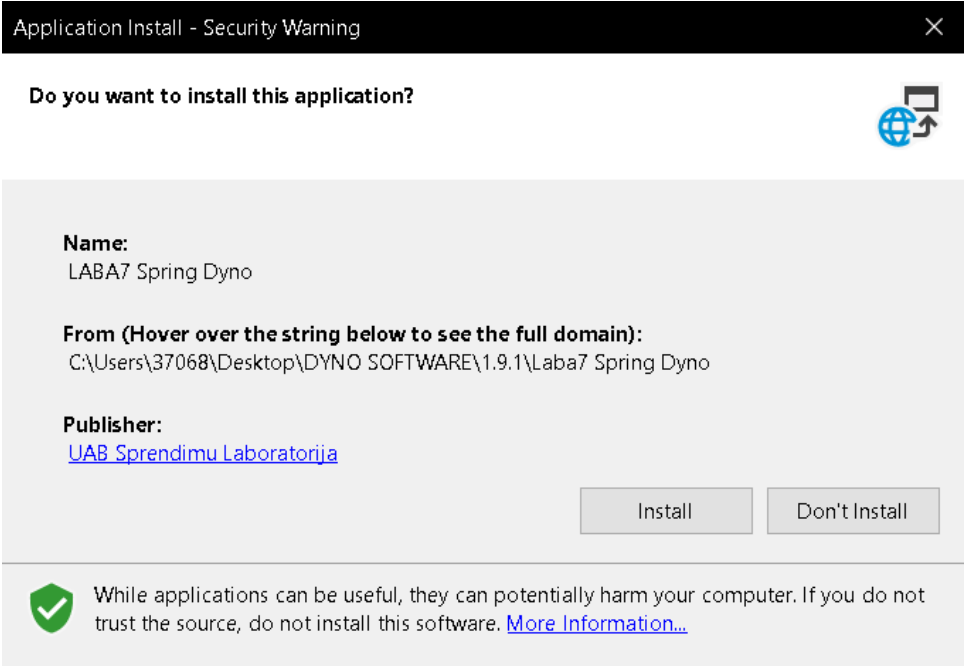 Application Install - Security Warning
Do you want to install this application?
Name:
LABA7 Spring Dyno
From (Hover over the string below to see the full domain):
C:\Users\37068\Desktop\DYNO SOFTWARE\1.9.1\Laba7 Spring Dyno
Publisher:
UAB Sprendimu Laboratorija
Install
Don't Install
While applications can be useful, they can potentially harm your computer. If you do not
trust the source, do not install this software. More Information...